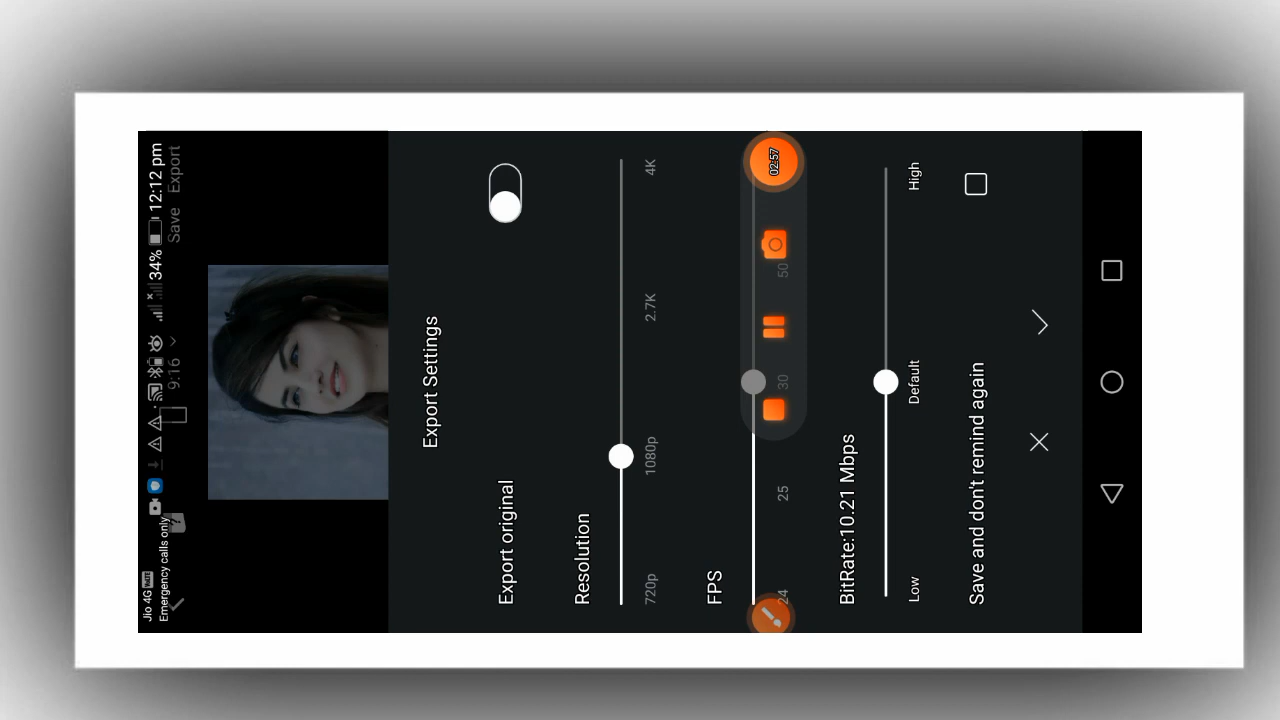 Jio 4G VoLTE
Emergency calls only
34%
12:12 pm
9:16
Save
Export
Export Settings
Export original
Resolution
720p
1080p
2.7K
4K
FPS
24
25
30
50
02:57
BitRate:10.21 Mbps
Low
Default
High
Save and don't remind again